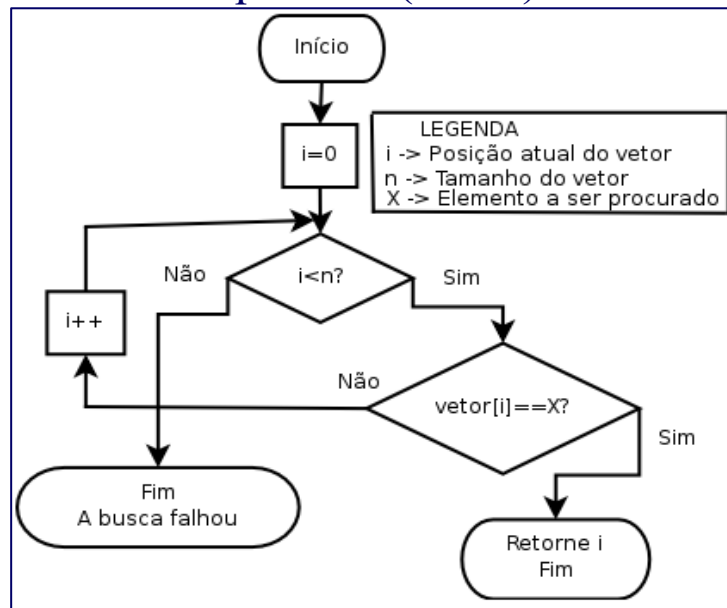 Início
i=0
LEGENDA
i -> Posição atual do vetor
n -> Tamanho do vetor
X -> Elemento a ser procurado
Não
i<n?
Sim
i++
Não
vetor[i]==X?
Sim
Fim
A busca falhou
Retorne i
Fim